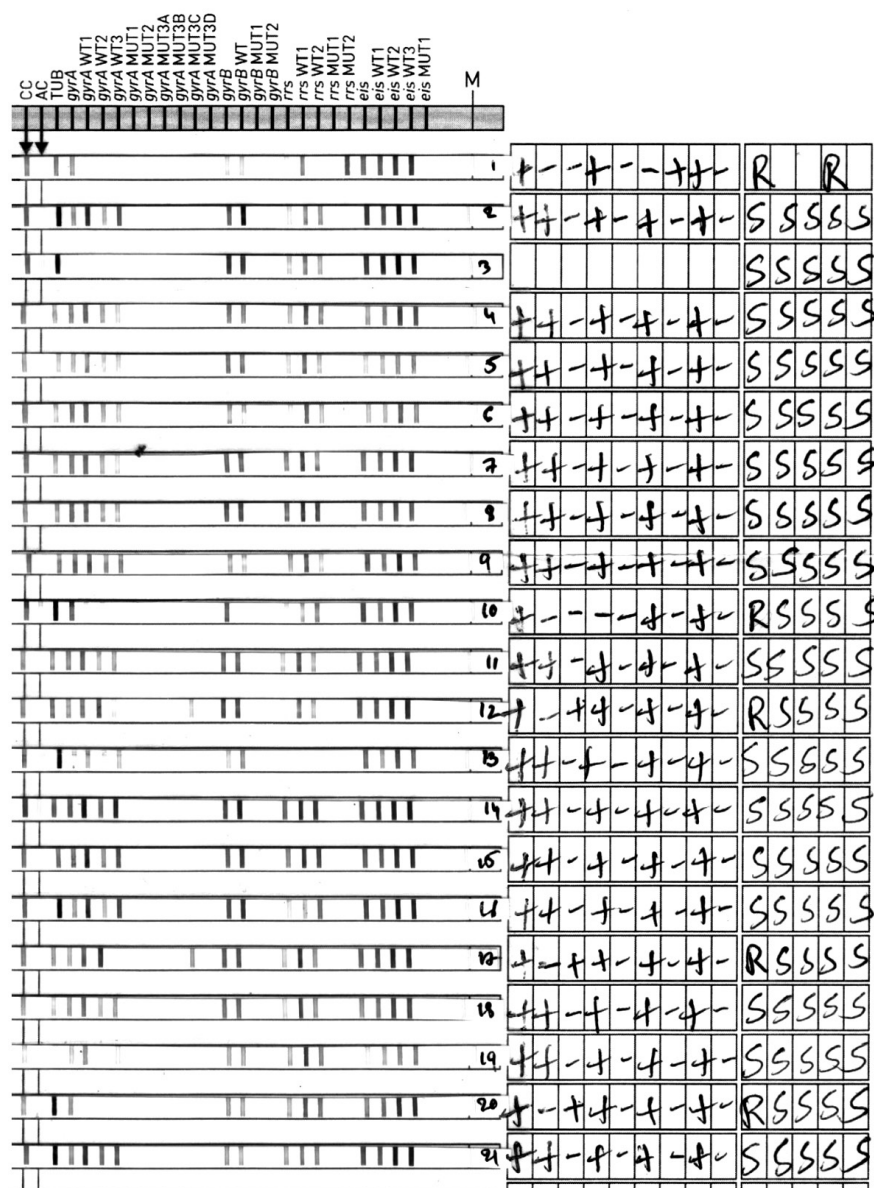 CC
AC
TUB
gyrA
gyrA WT1
gyrA WT2
gyrA WT3
gyrA MUT1
gyrA MUT2
gyrA MUT3A
gyrA MUT3B
gyrA MUT3C
gyrA MUT3D
gyrB
gyrB WT
gyrB MUT1
gyrB MUT2
rrs
rrs WT1
rrs WT2
rrs MUT1
rrs MUT2
eis
eis WT1
eis WT2
eis WT3
eis MUT1
M
1 + - - + - - + + - R R
2 + + - + - + - + - S S S S S
3 S S S S S
4 + + - + - + - + - S S S S S
5 + + - + - + - + - S S S S S
6 + + - + - + - + - S S S S S
7 + + - + - + - + - S S S S S
8 + + - + - + - + - S S S S S
9 + + - + - + - + - S S S S S
10 + - - - - + - + - R S S S S
11 + + - + - + - + - S S S S S
12 + - + + - + - + - R S S S S
13 + + - + - + - + - S S S S S
14 + + - + - + - + - S S S S S
15 + + - + - + - + - S S S S S
16 + + - + - + - + - S S S S S
17 + - + + - + - + - R S S S S
18 + + - + - + - + - S S S S S
19 + + - + - + - + - S S S S S
20 + - + + - + - + - R S S S S
21 + + - + - + - + - S S S S S